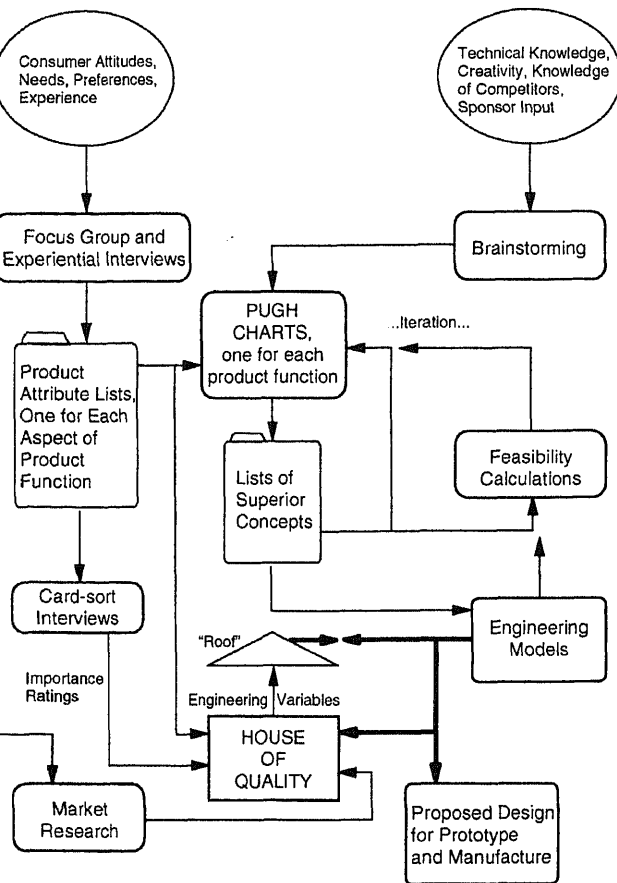 Consumer Attitudes,
Needs, Preferences,
Experience
Technical Knowledge,
Creativity, Knowledge
of Competitors,
Sponsor Input
Focus Group and
Experiential Interviews
Brainstorming
PUGH
CHARTS,
one for each
product function
...Iteration...
Product
Attribute Lists,
One for Each
Aspect of
Product
Function
Lists of
Superior
Concepts
Feasibility
Calculations
Card-sort
Interviews
"Roof"
Engineering
Models
Importance
Ratings
Engineering Variables
HOUSE
OF
QUALITY
Market
Research
Proposed Design
for Prototype
and Manufacture